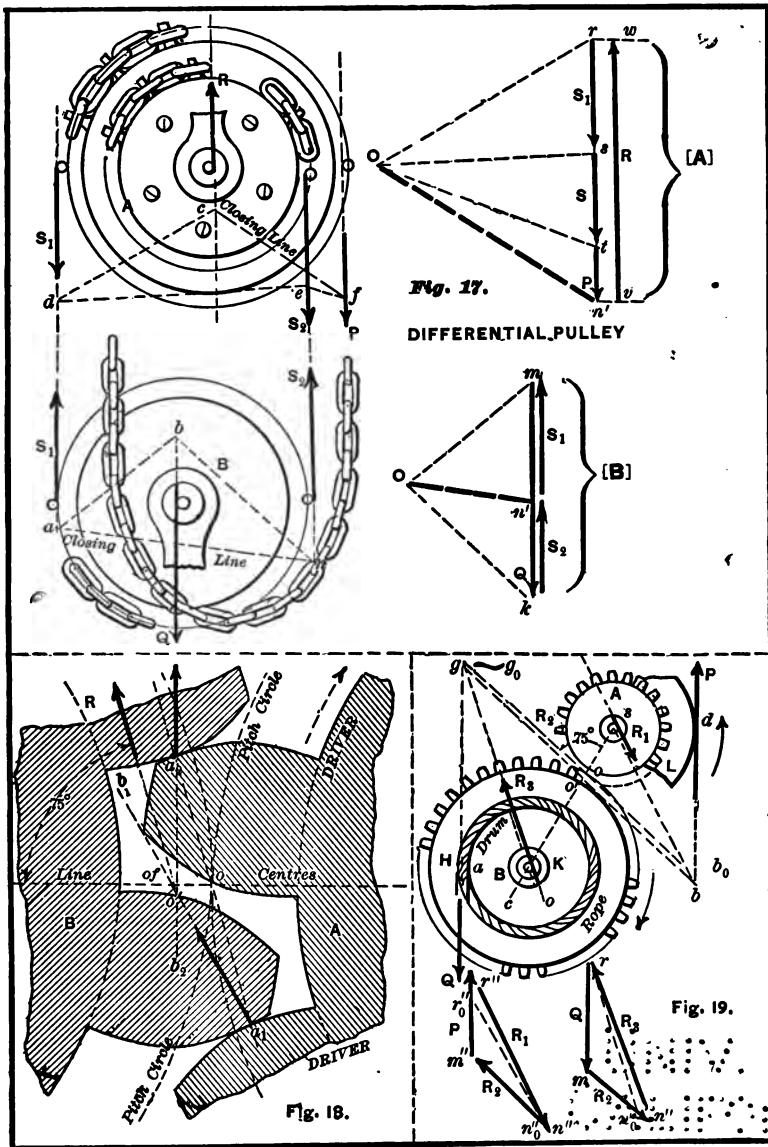 R
r
w
S₁
s
O
R
[A]
S
A
c
Closing Line
S₁
t
P
d
e
f
Fig. 17.
n'
v
S₂
P
DIFFERENTIAL PULLEY
S₂
m
S₁
b
B
S₁
O
[B]
n'
a
Closing Line
S₂
Q
k
Q
g
g₀
P
R
Pitch Circle
DRIVER
A
R₂
s
d
75°
R₁
L
b₁
75°
R₃
Drum
H
a
B
K
b₀
b
Line of o Centres
c
o
Rope
B
A
o
b₂
Q
r₀''
r''
r
Fig. 19.
P
R₁
Q
R₃
a₁
m''
m
R₂
R₂
DRIVER
Pitch Circle
n₀''
n''
n''
Fig. 18.